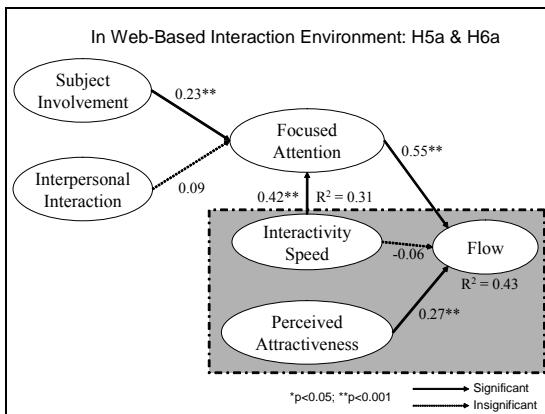 In Web-Based Interaction Environment: H5a & H6a
Subject
Involvement
0.23**
Focused
Attention
0.55**
Interpersonal
Interaction
0.09
0.42**
R² = 0.31
Interactivity
Speed
-0.06
Flow
R² = 0.43
Perceived
Attractiveness
0.27**
*p<0.05; **p<0.001
Significant
Insignificant